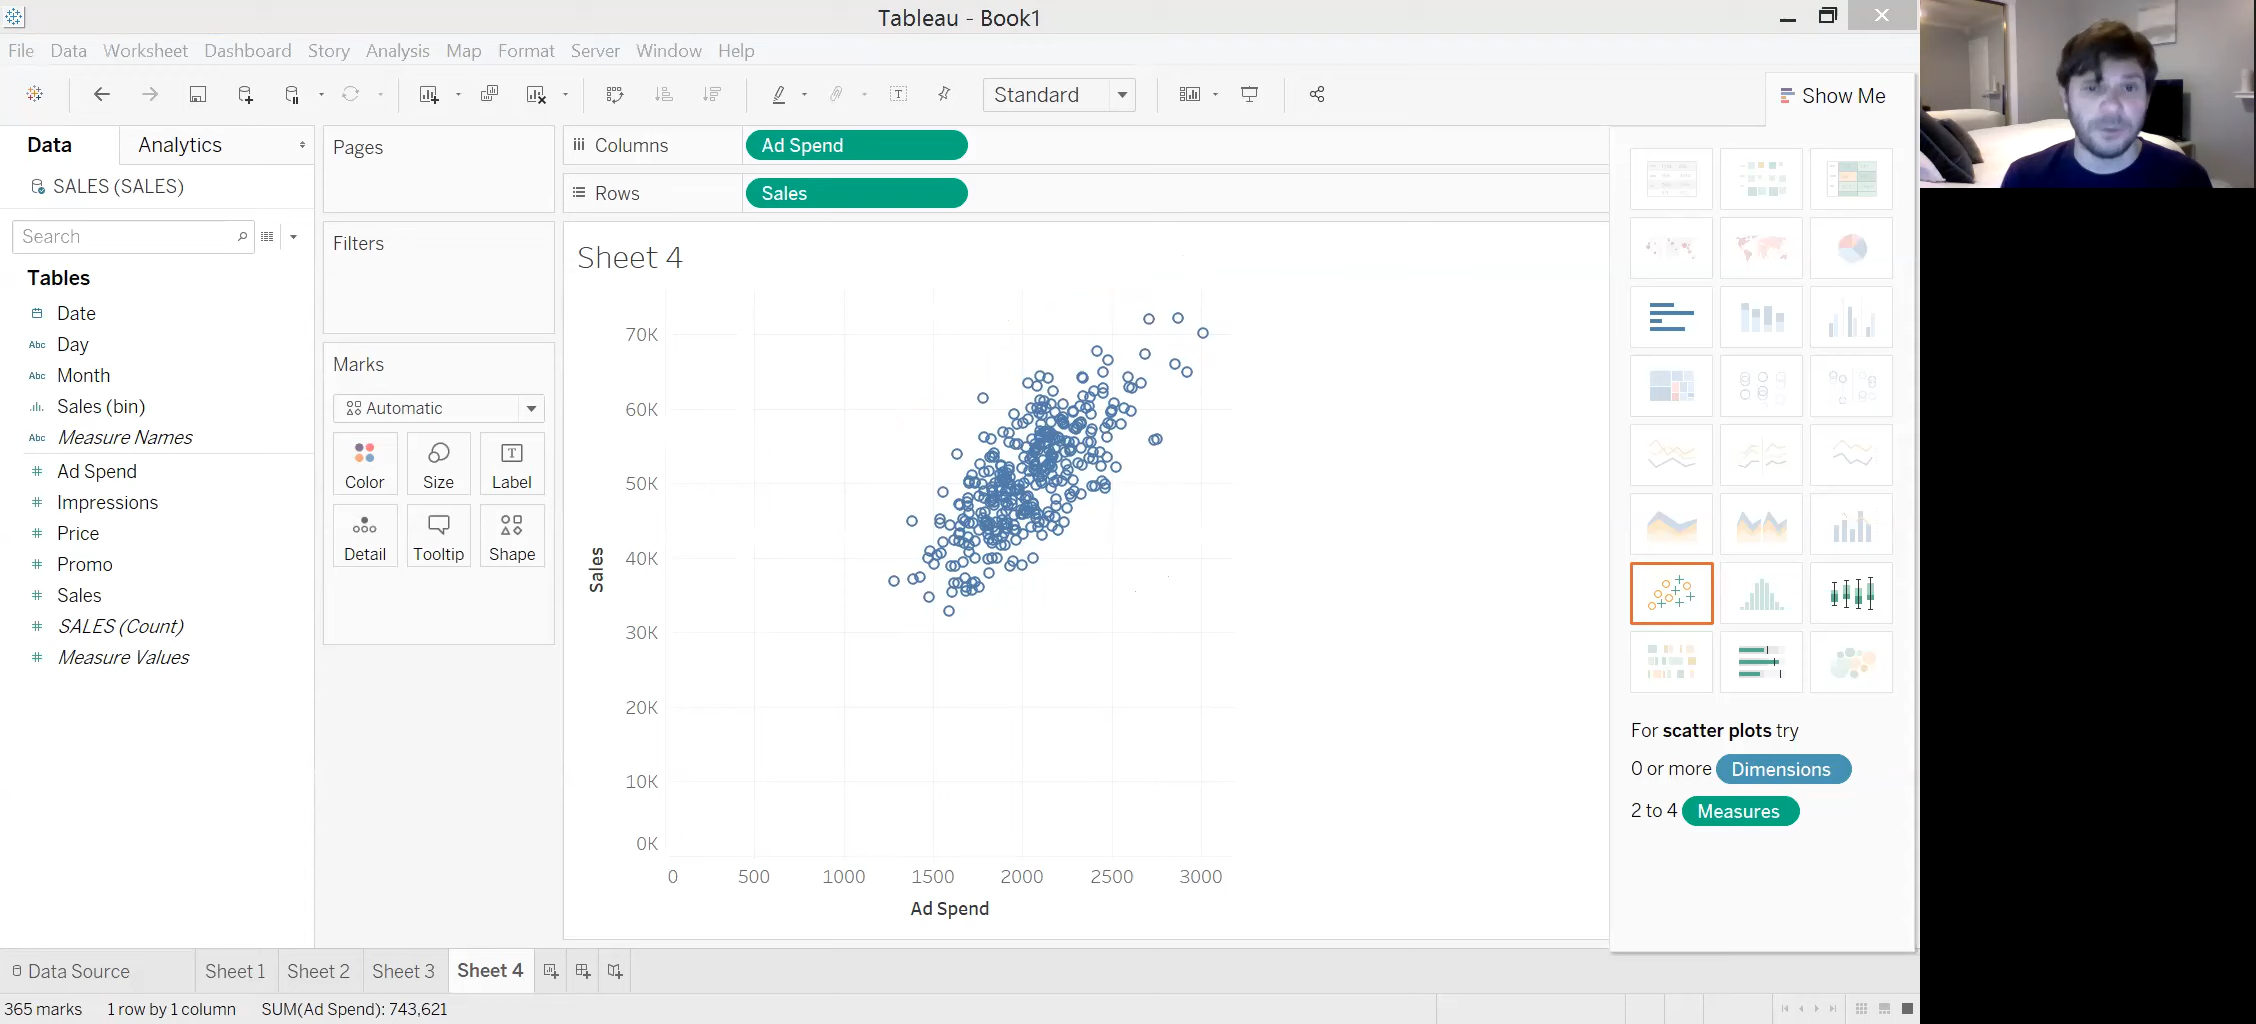 Tableau - Book1
File Data Worksheet Dashboard Story Analysis Map Format Server Window Help
Standard
Show Me
Data
Analytics
SALES (SALES)
Search
Tables
Date
Abc Day
Abc Month
Sales (bin)
Abc Measure Names
# Ad Spend
# Impressions
# Price
# Promo
# Sales
# SALES (Count)
# Measure Values
Pages
Filters
Marks
Automatic
Color
Size
Label
Detail
Tooltip
Shape
Columns
Ad Spend
Rows
Sales
Sheet 4
70K
60K
50K
40K
30K
20K
10K
0K
Sales
0 500 1000 1500 2000 2500 3000
Ad Spend
For scatter plots try
0 or more Dimensions
2 to 4 Measures
Data Source
Sheet 1
Sheet 2
Sheet 3
Sheet 4
365 marks
1 row by 1 column
SUM(Ad Spend): 743,621